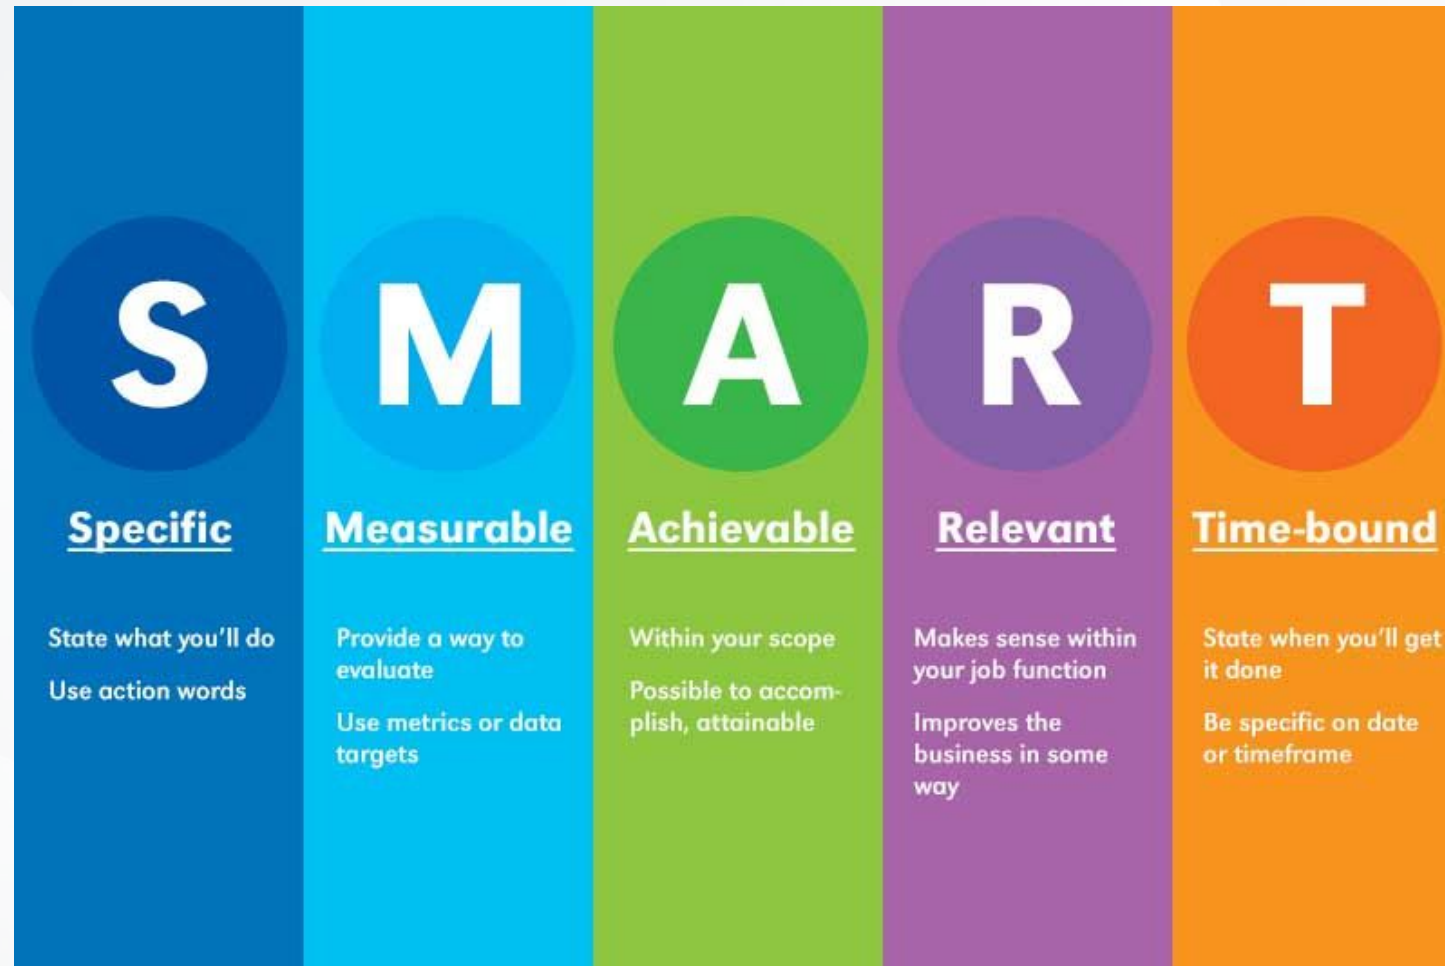 S
Specific
State what you'll do
Use action words
M
Measurable
Provide a way to
evaluate
Use metrics or data
targets
A
Achievable
Within your scope
Possible to accom-
plish, attainable
R
Relevant
Makes sense within
your job function
Improves the
business in some
way
T
Time-bound
State when you'll get
it done
Be specific on date
or timeframe